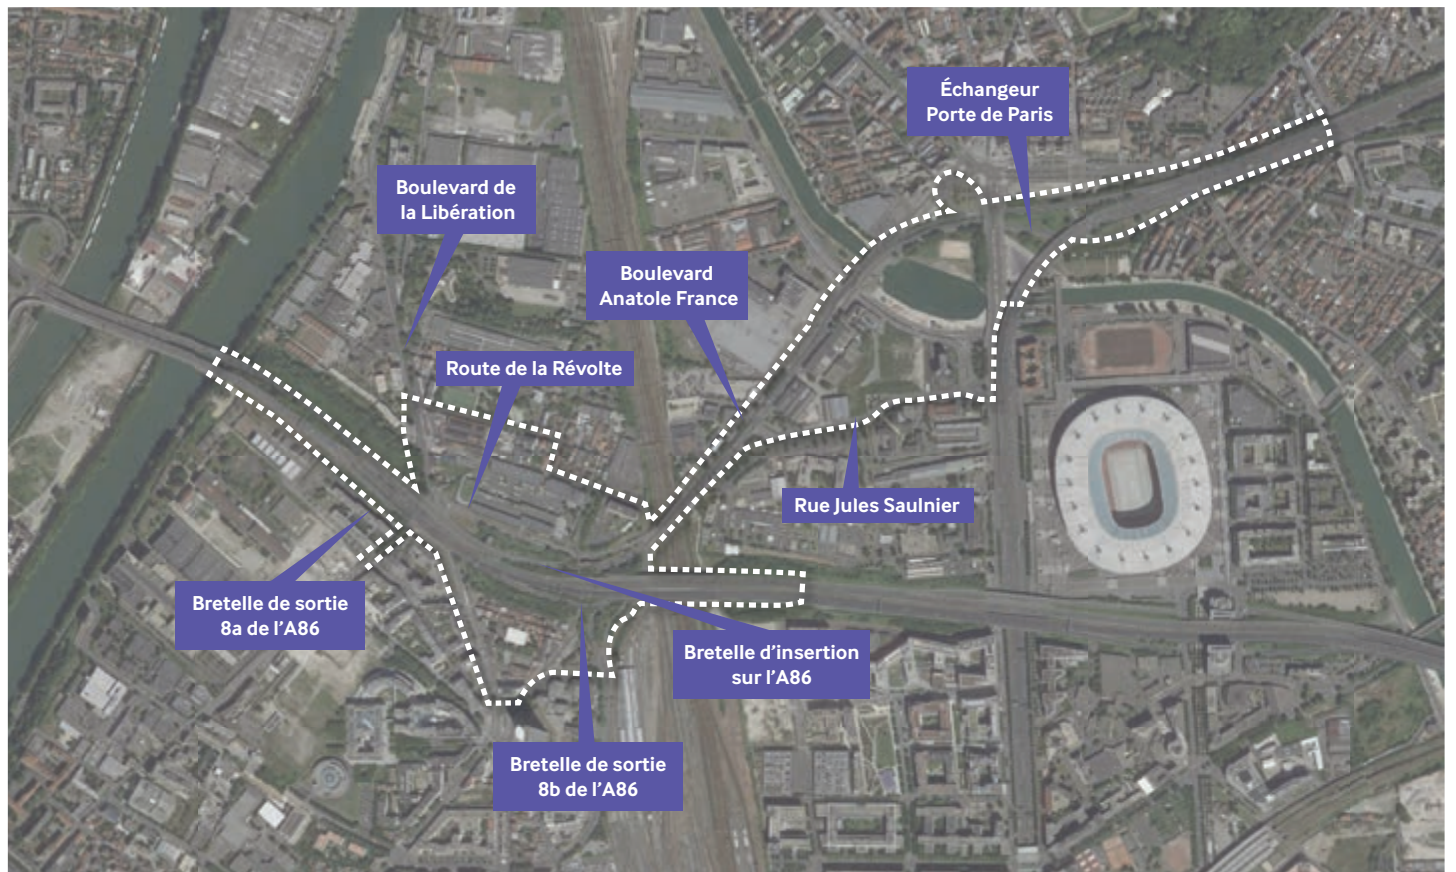 Échangeur
Porte de Paris
Boulevard de
la Libération
Boulevard
Anatole France
Route de la Révolte
Rue Jules Saulnier
Bretelle de sortie
8a de l'A86
Bretelle d'insertion
sur l'A86
Bretelle de sortie
8b de l'A86